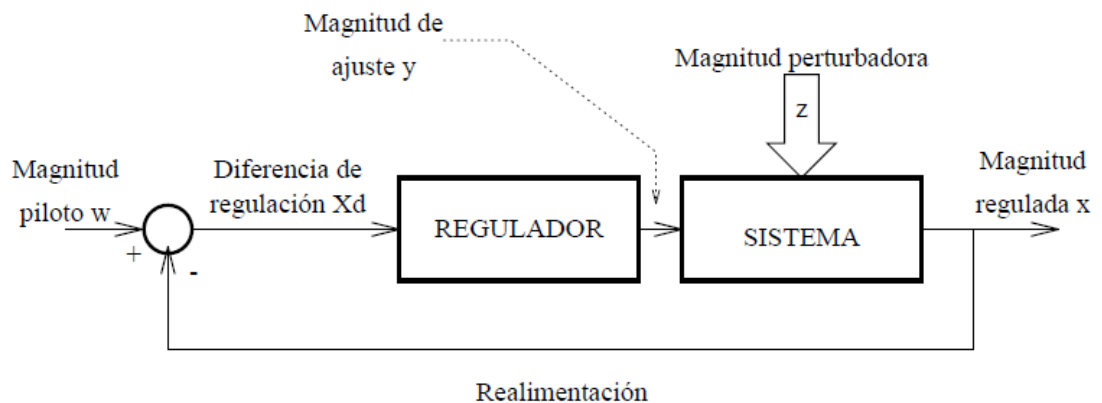 Magnitud de
ajuste y
Magnitud perturbadora
z
Magnitud
piloto w
+
-
Diferencia de
regulación Xd
REGULADOR
SISTEMA
Magnitud
regulada x
Realimentación